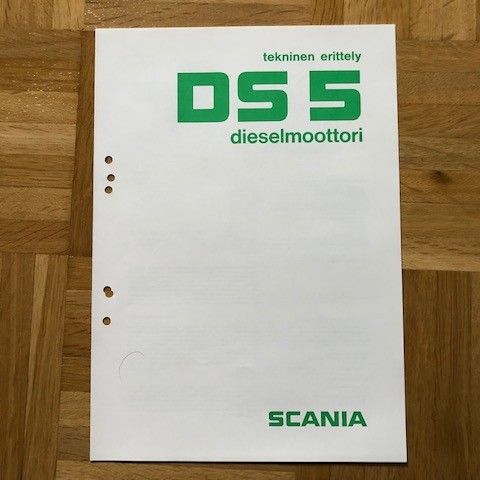 tekninen erittely
DS 5
dieselmoottori
SCANIA